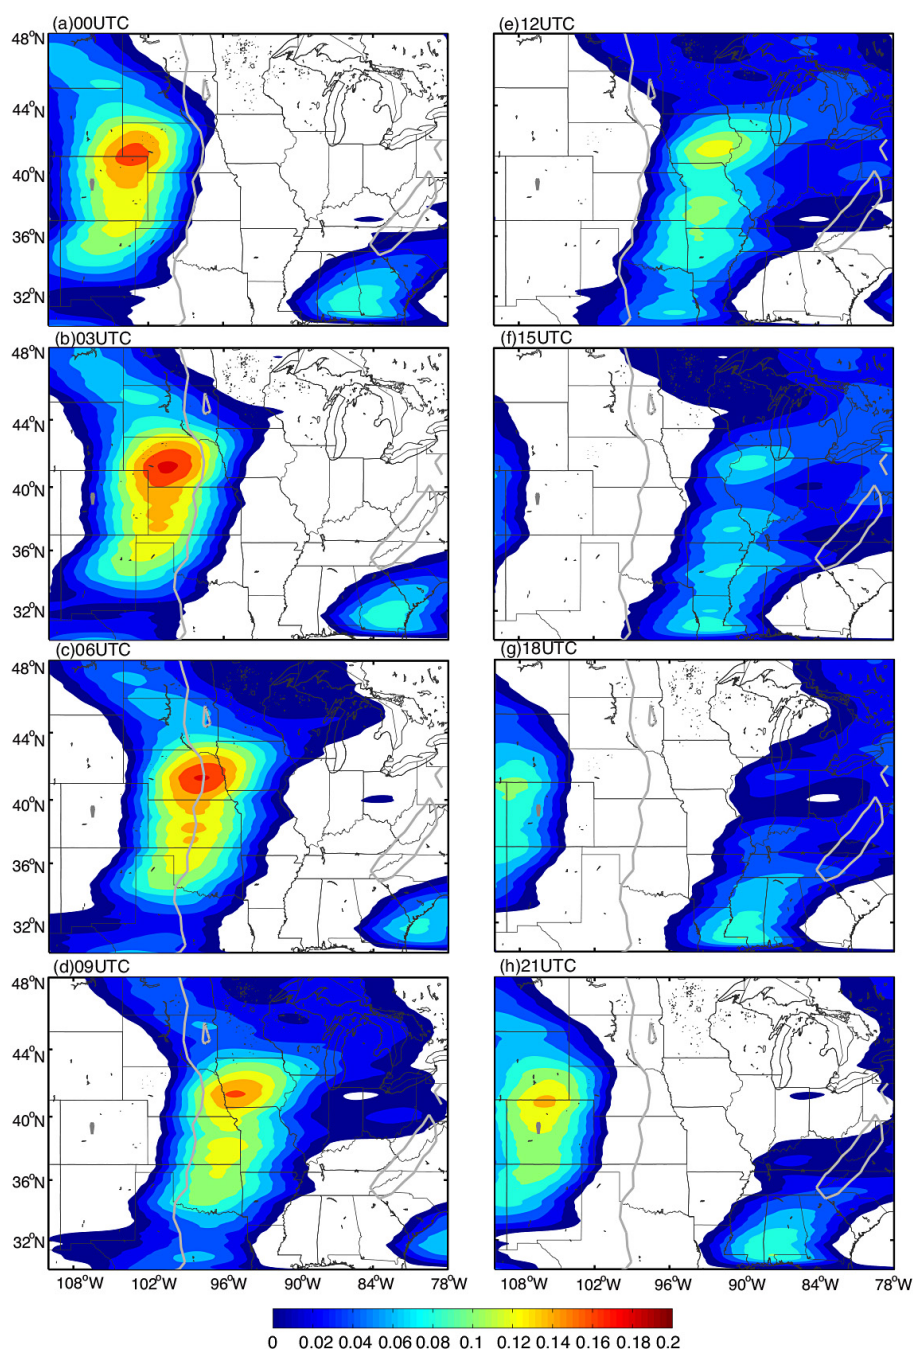 (a)00UTC
(e)12UTC
48°N
44°N
40°N
36°N
32°N
(b)03UTC
(f)15UTC
48°N
44°N
40°N
36°N
32°N
(c)06UTC
(g)18UTC
48°N
44°N
40°N
36°N
32°N
(d)09UTC
(h)21UTC
48°N
44°N
40°N
36°N
32°N
108°W 102°W 96°W 90°W 84°W 78°W 108°W 102°W 96°W 90°W 84°W 78°W
0 0.02 0.04 0.06 0.08 0.1 0.12 0.14 0.16 0.18 0.2